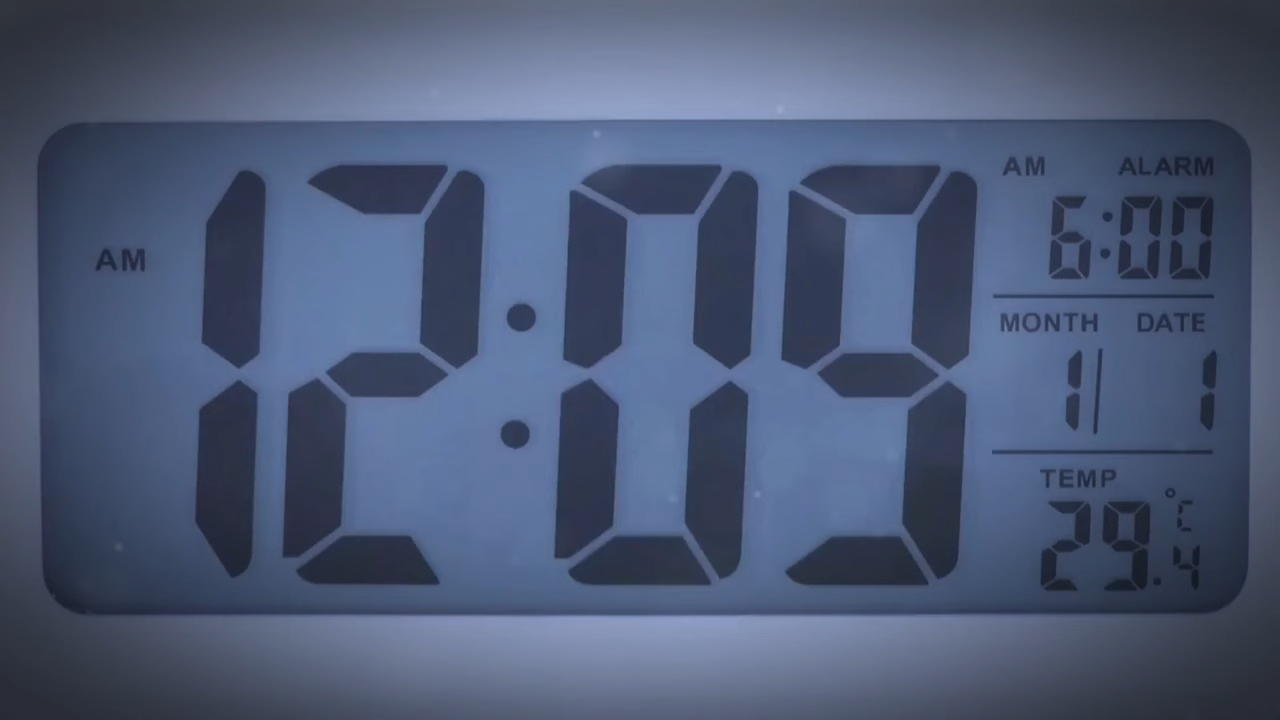 AM 12:09
AM ALARM
6:00
MONTH DATE
1| 1
TEMP
29.4 °C